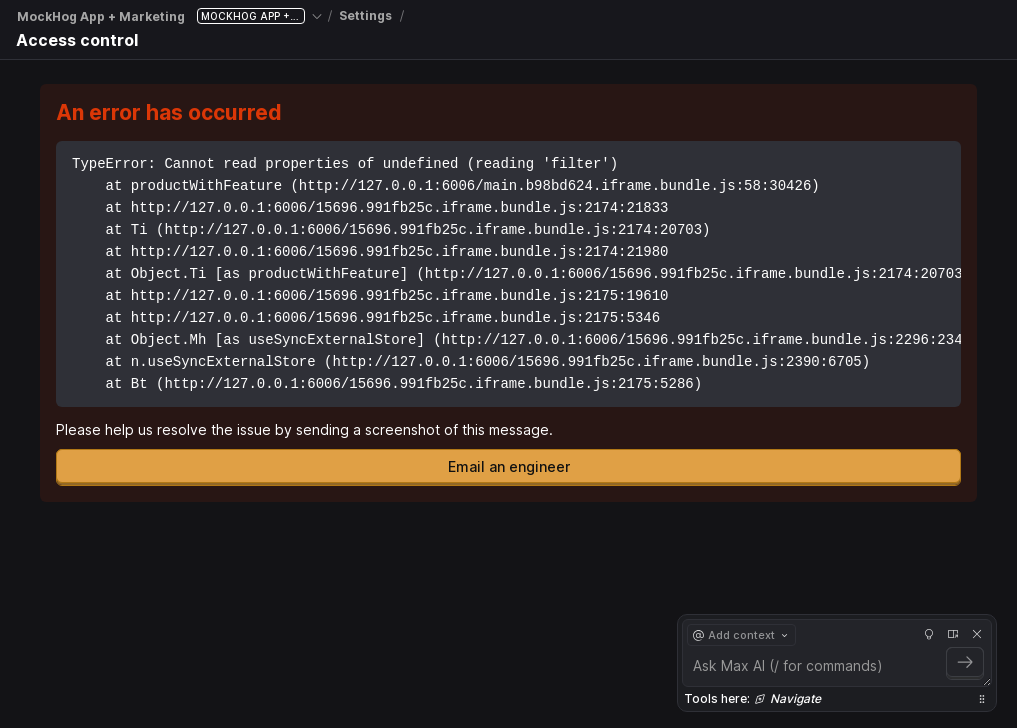 MockHog App + Marketing MOCKHOG APP +... / Settings /
Access control
An error has occurred
TypeError: Cannot read properties of undefined (reading 'filter')
at productWithFeature (http://127.0.0.1:6006/main.b98bd624.iframe.bundle.js:58:30426)
at http://127.0.0.1:6006/15696.991fb25c.iframe.bundle.js:2174:21833
at Ti (http://127.0.0.1:6006/15696.991fb25c.iframe.bundle.js:2174:20703)
at http://127.0.0.1:6006/15696.991fb25c.iframe.bundle.js:2174:21980
at Object.Ti [as productWithFeature] (http://127.0.0.1:6006/15696.991fb25c.iframe.bundle.js:2174:20703
at http://127.0.0.1:6006/15696.991fb25c.iframe.bundle.js:2175:19610
at http://127.0.0.1:6006/15696.991fb25c.iframe.bundle.js:2175:5346
at Object.Mh [as useSyncExternalStore] (http://127.0.0.1:6006/15696.991fb25c.iframe.bundle.js:2296:234
at n.useSyncExternalStore (http://127.0.0.1:6006/15696.991fb25c.iframe.bundle.js:2390:6705)
at Bt (http://127.0.0.1:6006/15696.991fb25c.iframe.bundle.js:2175:5286)
Please help us resolve the issue by sending a screenshot of this message.
Email an engineer
@ Add context
Ask Max AI (/ for commands)
Tools here: Navigate